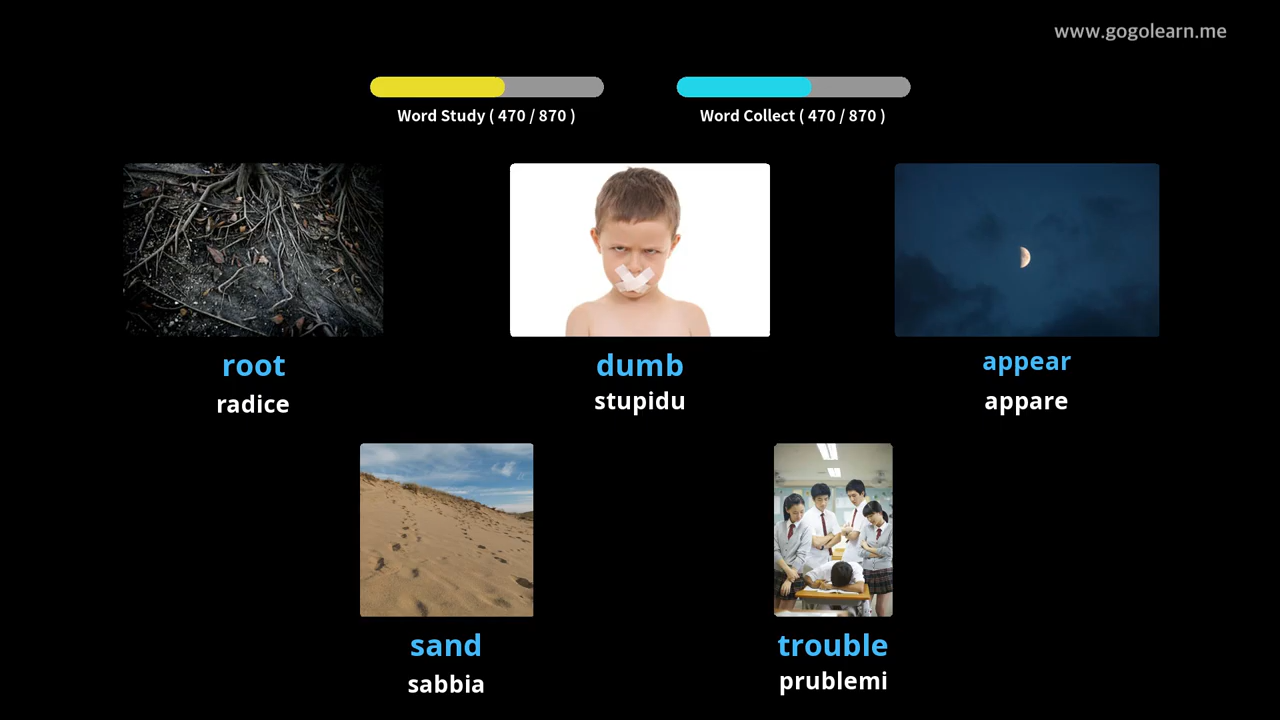 www.gogolearn.me
Word Study ( 470 / 870 )
Word Collect ( 470 / 870 )
root
radice
dumb
stupidu
appear
appare
sand
sabbia
trouble
prublemi